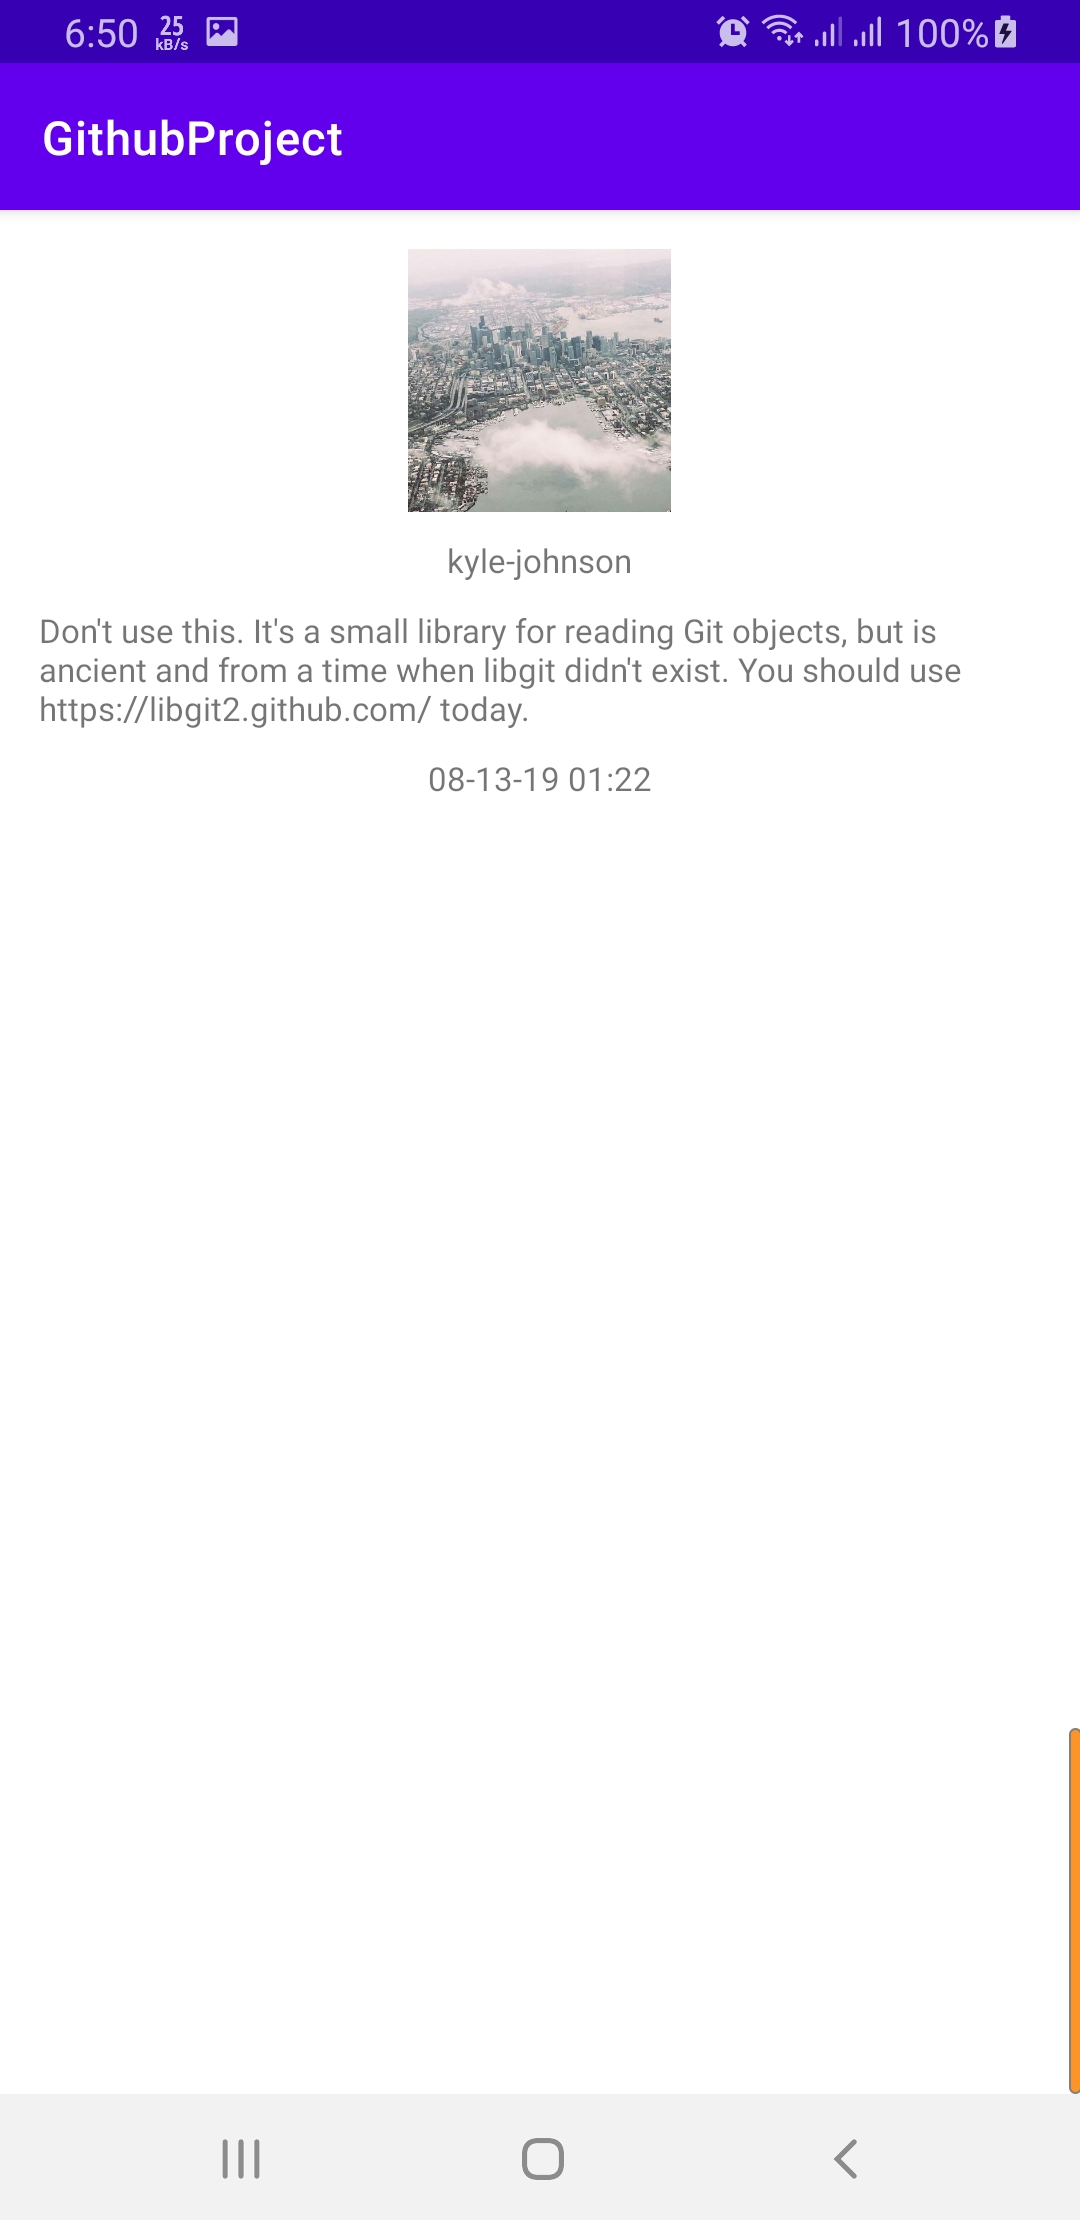 6:50 25 kB/s 100%
GithubProject
kyle-johnson
Don't use this. It's a small library for reading Git objects, but is
ancient and from a time when libgit didn't exist. You should use
https://libgit2.github.com/ today.
08-13-19 01:22